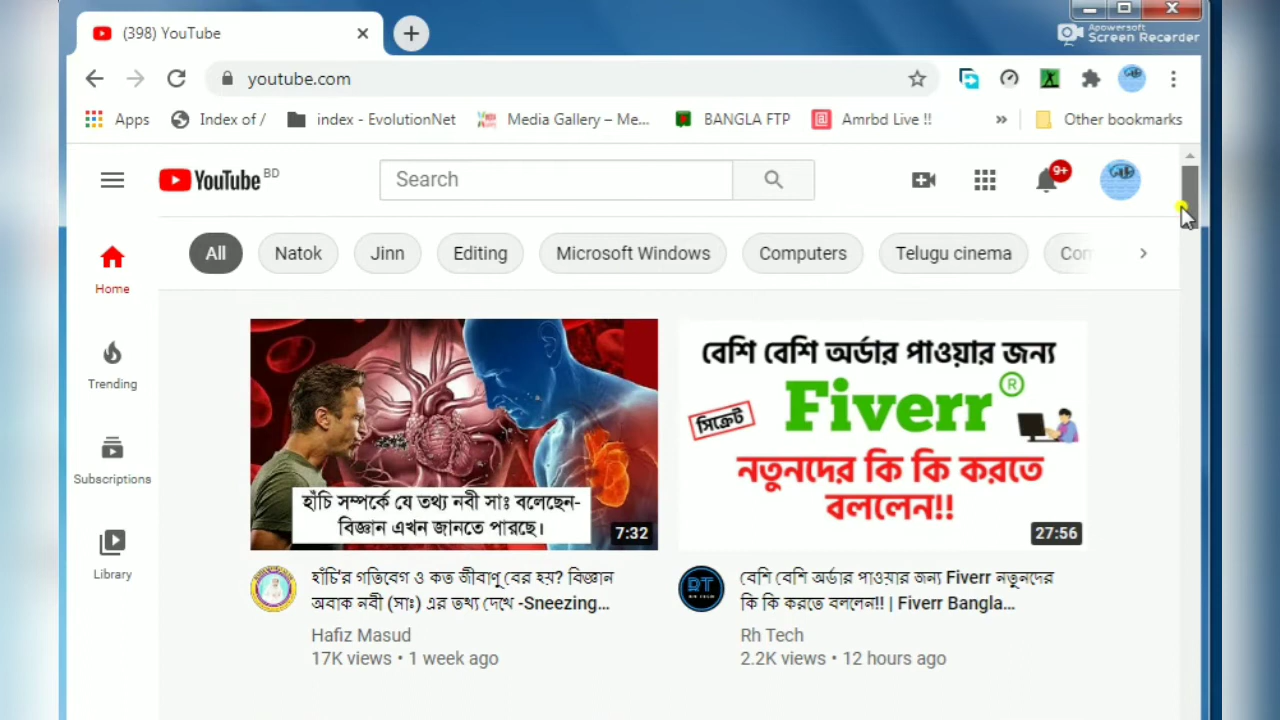 (398) YouTube
Apowersoft
Screen Recorder
youtube.com
Apps
Index of /
index - EvolutionNet
Media Gallery – Me...
BANGLA FTP
Amrbd Live !!
»
Other bookmarks
YouTube BD
Search
9+
All
Natok
Jinn
Editing
Microsoft Windows
Computers
Telugu cinema
Con
Home
Trending
Subscriptions
Library
হাঁচি সম্পর্কে যে তথ্য নবী সাঃ বলেছেন-
বিজ্ঞান এখন জানতে পারছে।
7:32
বেশি বেশি অর্ডার পাওয়ার জন্য
Fiverr ®
সিক্রেট
নতুনদের কি কি করতে
বললেন!!
27:56
হাঁচি'র গতিবেগ ও কত জীবাণু বের হয়? বিজ্ঞান
অবাক নবী (সাঃ) এর তথ্য দেখে -Sneezing...
Hafiz Masud
17K views • 1 week ago
RT
বেশি বেশি অর্ডার পাওয়ার জন্য Fiverr নতুনদের
কি কি করতে বললেন!! | Fiverr Bangla...
Rh Tech
2.2K views • 12 hours ago